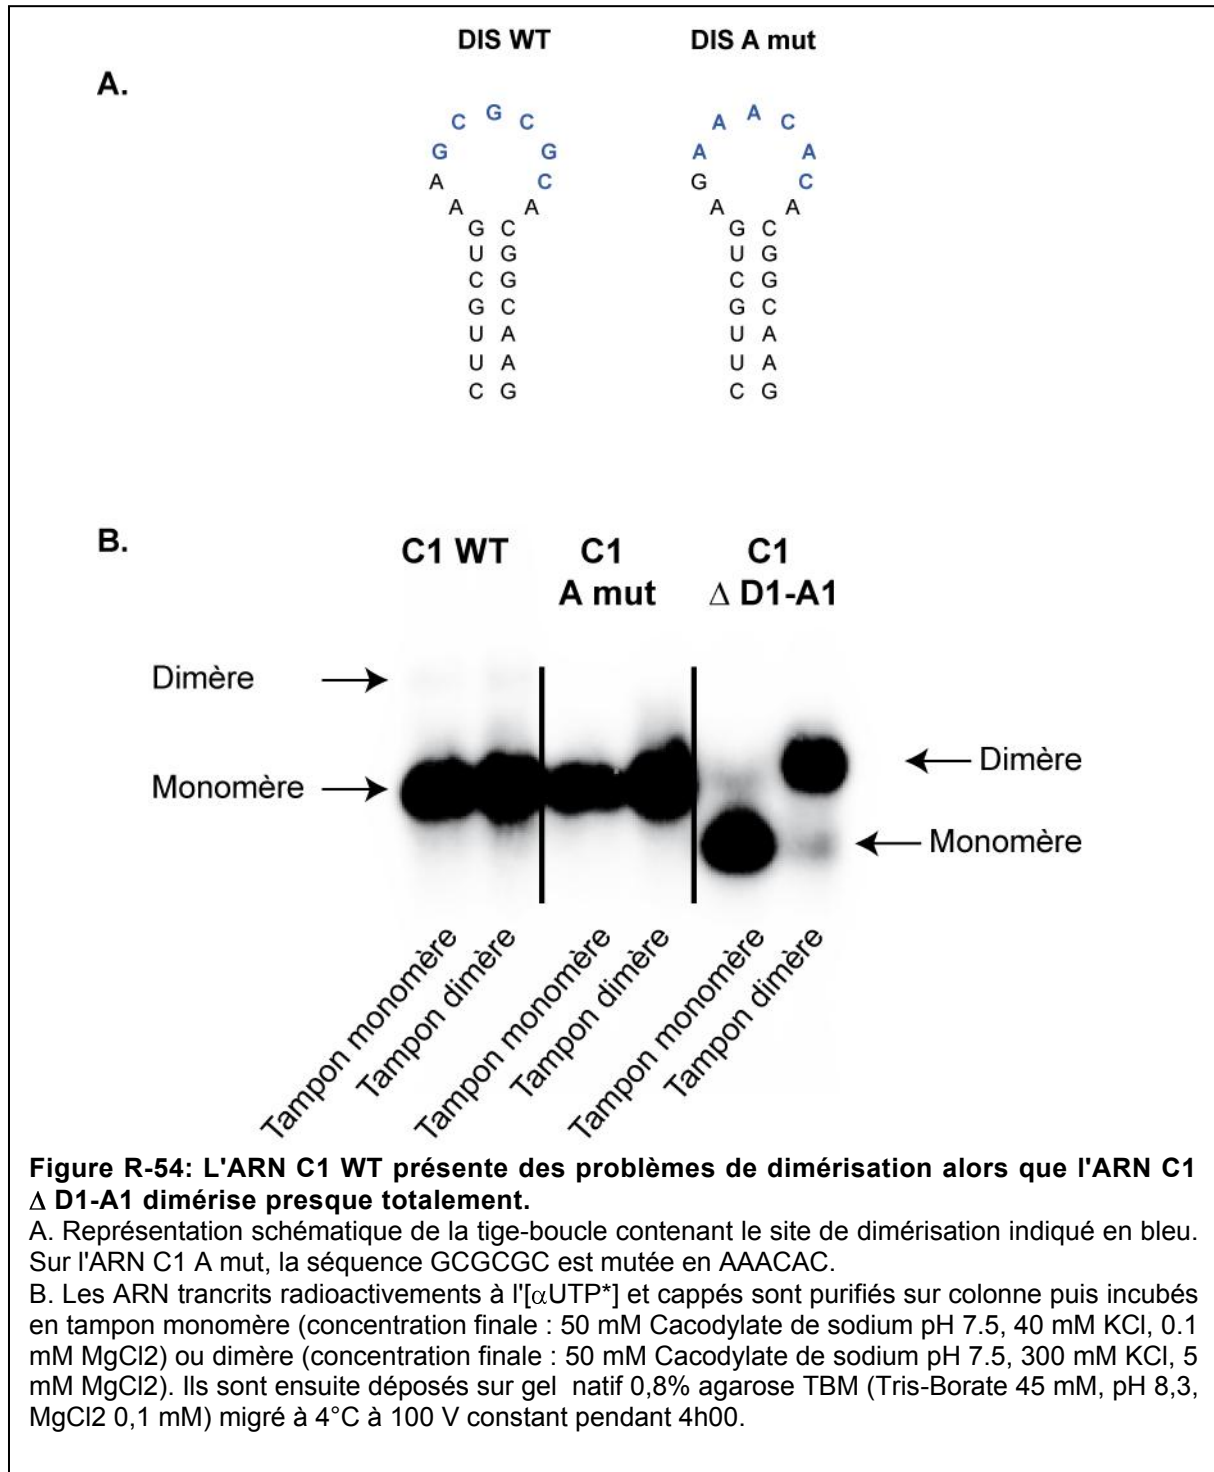 DIS WT DIS A mut
A.
G
C C
G G
A C
A A
G C
U G
C G
G C
U A
U A
C G
A
A C
A A
G C
A A
G C
U G
C G
G C
U A
U A
C G
B.
C1 WT C1 C1
A mut Δ D1-A1
Dimère
Monomère
Dimère
Monomère
Tampon monomère
Tampon dimère
Tampon monomère
Tampon dimère
Tampon monomère
Tampon dimère
Figure R-54: L'ARN C1 WT présente des problèmes de dimérisation alors que l'ARN C1
Δ D1-A1 dimérise presque totalement.
A. Représentation schématique de la tige-boucle contenant le site de dimérisation indiqué en bleu.
Sur l'ARN C1 A mut, la séquence GCGCGC est mutée en AAACAC.
B. Les ARN trancrits radioactivements à l'[αUTP*] et cappés sont purifiés sur colonne puis incubés
en tampon monomère (concentration finale : 50 mM Cacodylate de sodium pH 7.5, 40 mM KCl, 0.1
mM MgCl2) ou dimère (concentration finale : 50 mM Cacodylate de sodium pH 7.5, 300 mM KCl, 5
mM MgCl2). Ils sont ensuite déposés sur gel natif 0,8% agarose TBM (Tris-Borate 45 mM, pH 8,3,
MgCl2 0,1 mM) migré à 4°C à 100 V constant pendant 4h00.